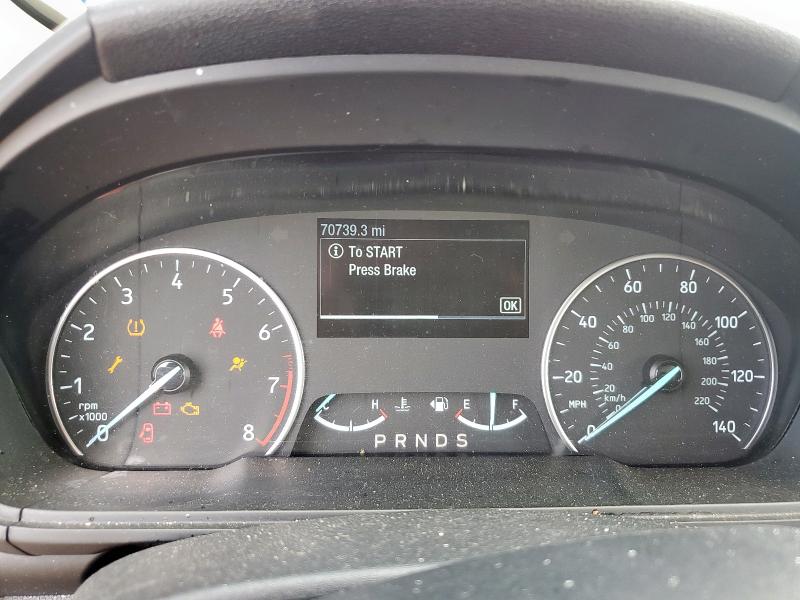 70739.3 mi
To START
Press Brake
OK
0
1
2
3
4
5
6
7
8
rpm
x1000
C H
E F
P R N D S
0
20
40
60
80
100
120
140
MPH
km/h
0
20
40
60
80
100
120
140
160
180
200
220